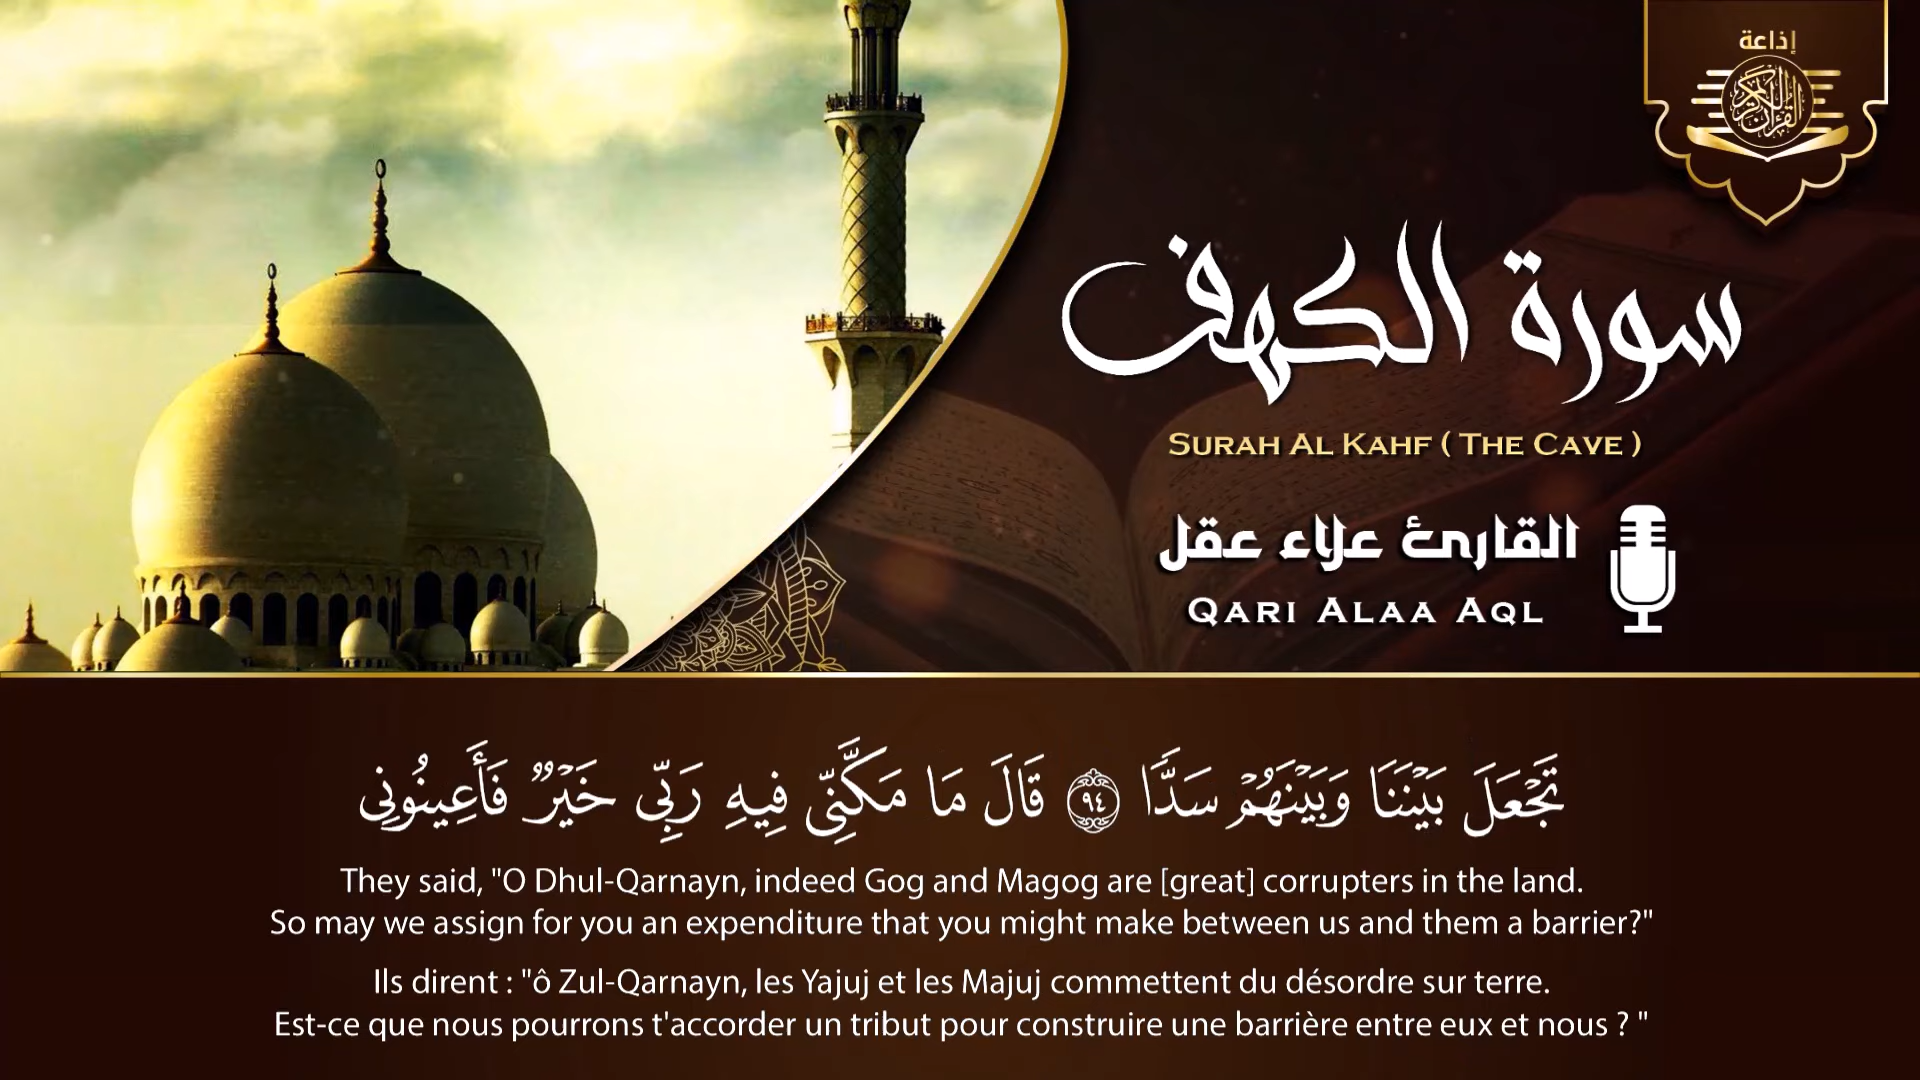 إذاعة
القرآن الكريم
سورة الكهف
SURAH AL KAHF ( THE CAVE )
القارئ علاء عقل
QARI ALAA AQL
تَجْعَلَ بَيْنَنَا وَبَيْنَهُمْ سَدًّا ٩٤ قَالَ مَا مَكَّنِّى فِيهِ رَبِّى خَيْرٌ فَأَعِينُونِى
They said, "O Dhul-Qarnayn, indeed Gog and Magog are [great] corrupters in the land.
So may we assign for you an expenditure that you might make between us and them a barrier?"
Ils dirent : "ô Zul-Qarnayn, les Yajuj et les Majuj commettent du désordre sur terre.
Est-ce que nous pourrons t'accorder un tribut pour construire une barrière entre eux et nous ? "